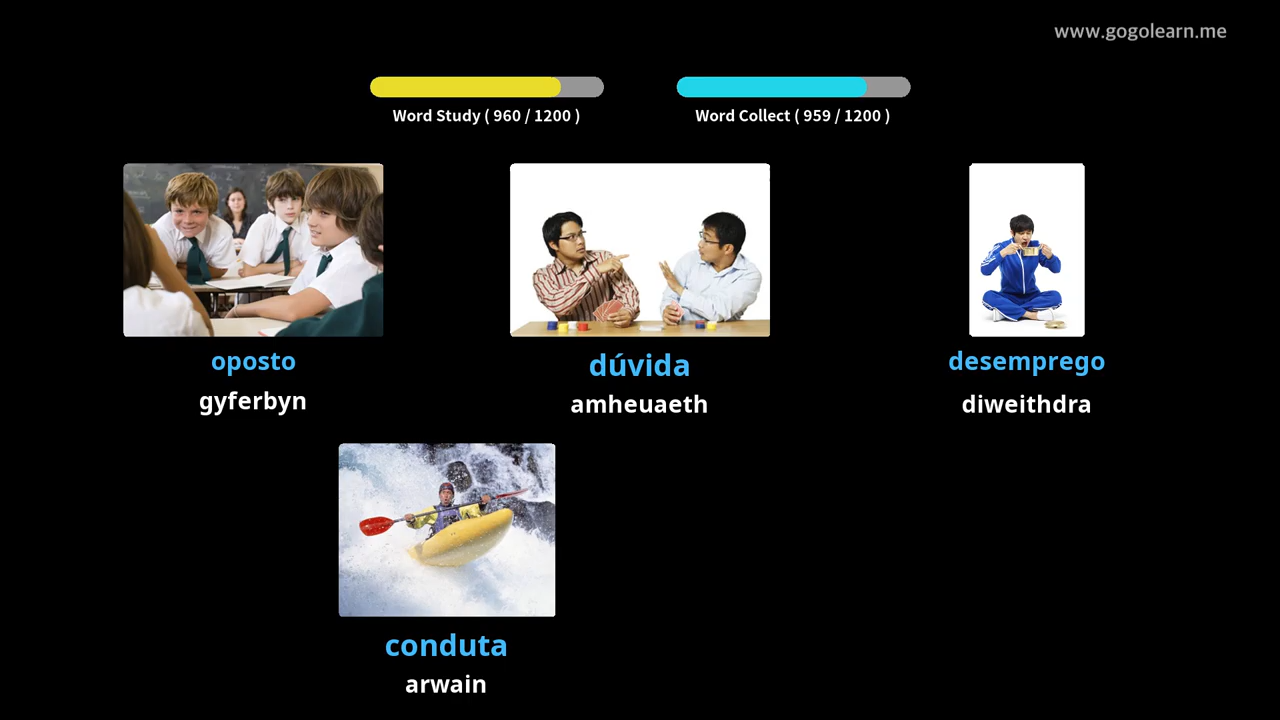 www.gogolearn.me
Word Study ( 960 / 1200 )
Word Collect ( 959 / 1200 )
oposto
gyferbyn
dúvida
amheuaeth
desemprego
diweithdra
conduta
arwain